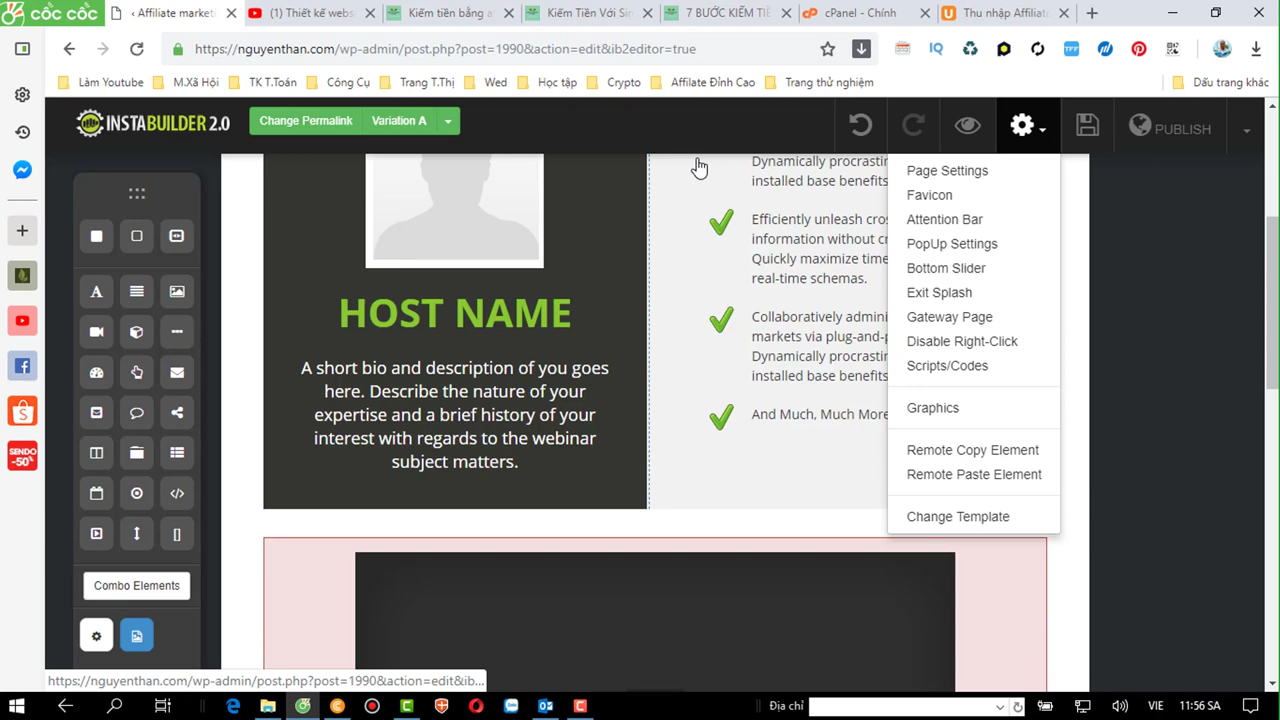 cốc cốc
‹ Affiliate market
(1) Thiết kế webs
Kiếm tiền bằng a
Kiếm Tiền Với Sir
7 BƯỚC KIẾM TIỀ
cPanel - Chính
Thu nhập Affiliate
https://nguyenthan.com/wp-admin/post.php?post=1990&action=edit&ib2editor=true
Làm Youtube
M.Xã Hội
TK T.Toán
Công Cụ
Trang T.Thị
Wed
Học tập
Crypto
Affilate Đỉnh Cao
Trang thử nghiệm
Dấu trang khác
INSTABUILDER 2.0
Change Permalink
Variation A
PUBLISH
Page Settings
Favicon
Attention Bar
PopUp Settings
Bottom Slider
Exit Splash
Gateway Page
Disable Right-Click
Scripts/Codes
Graphics
Remote Copy Element
Remote Paste Element
Change Template
Dynamically procrastin
installed base benefits
Efficiently unleash cros
information without cr
Quickly maximize time
real-time schemas.
Collaboratively admini
markets via plug-and-p
Dynamically procrastin
installed base benefits
And Much, Much More
HOST NAME
A short bio and description of you goes
here. Describe the nature of your
expertise and a brief history of your
interest with regards to the webinar
subject matters.
Combo Elements
SENDO
-50%
https://nguyenthan.com/wp-admin/post.php?post=1990&action=edit&ib...
Địa chỉ
VIE
11:56 SA